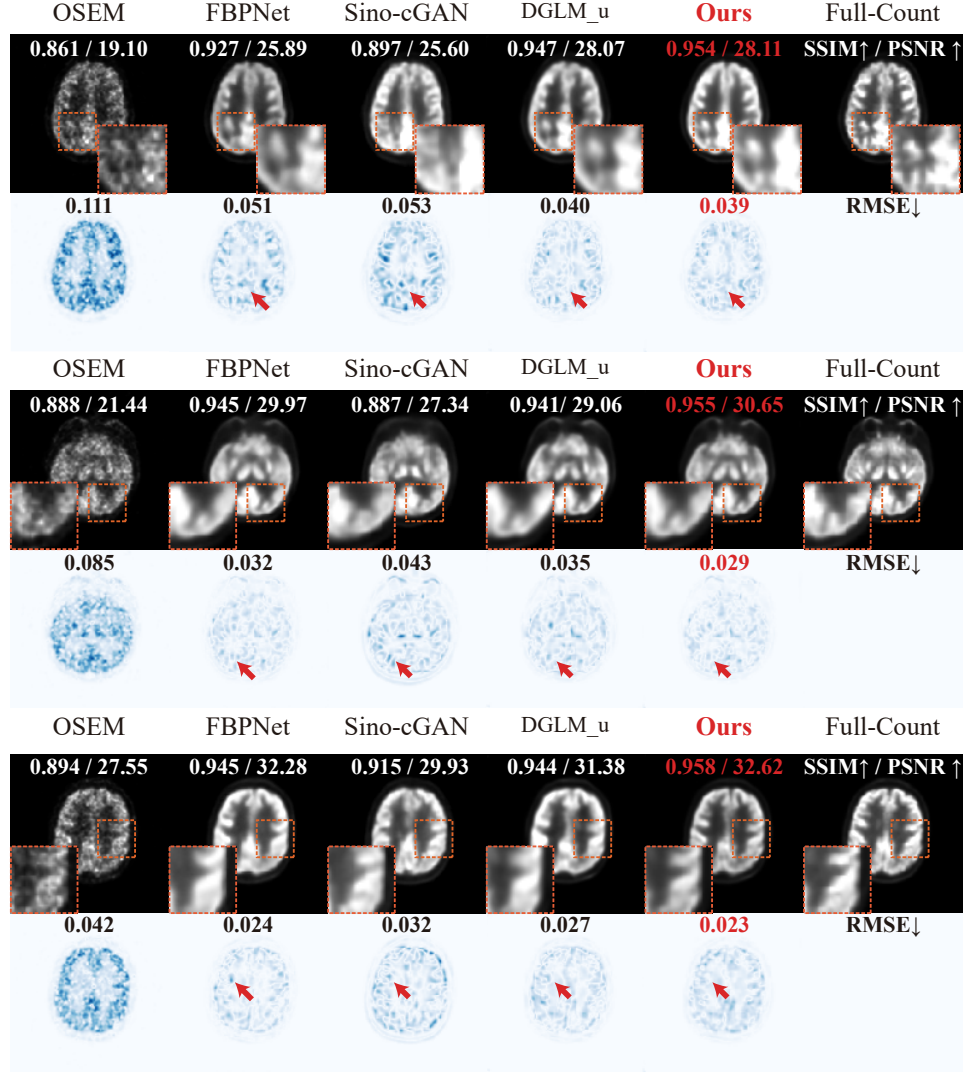 OSEM FBPNet Sino-cGAN DGLM_u Ours Full-Count
0.861 / 19.10 0.927 / 25.89 0.897 / 25.60 0.947 / 28.07 0.954 / 28.11 SSIM↑ / PSNR ↑
0.111 0.051 0.053 0.040 0.039 RMSE↓
OSEM FBPNet Sino-cGAN DGLM_u Ours Full-Count
0.888 / 21.44 0.945 / 29.97 0.887 / 27.34 0.941/ 29.06 0.955 / 30.65 SSIM↑ / PSNR ↑
0.085 0.032 0.043 0.035 0.029 RMSE↓
OSEM FBPNet Sino-cGAN DGLM_u Ours Full-Count
0.894 / 27.55 0.945 / 32.28 0.915 / 29.93 0.944 / 31.38 0.958 / 32.62 SSIM↑ / PSNR ↑
0.042 0.024 0.032 0.027 0.023 RMSE↓